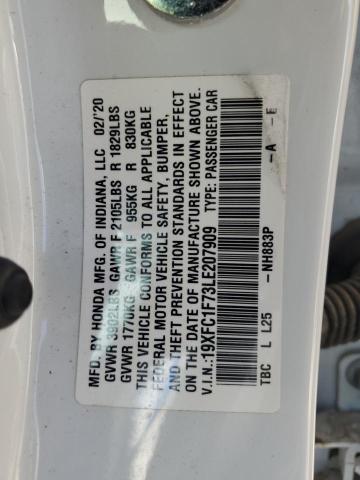 MFD. BY HONDA MFG. OF INDIANA, LLC 02/'20
GVWR 3902LBS GAWR F 2105LBS R 1829LBS
GVWR 1770KG GAWR F 955KG R 830KG
THIS VEHICLE CONFORMS TO ALL APPLICABLE
FEDERAL MOTOR VEHICLE SAFETY, BUMPER,
AND THEFT PREVENTION STANDARDS IN EFFECT
ON THE DATE OF MANUFACTURE SHOWN ABOVE.
V.I.N.:19XFC1F73LE207909 TYPE: PASSENGER CAR
-NH883P -A -E
TBC L L25